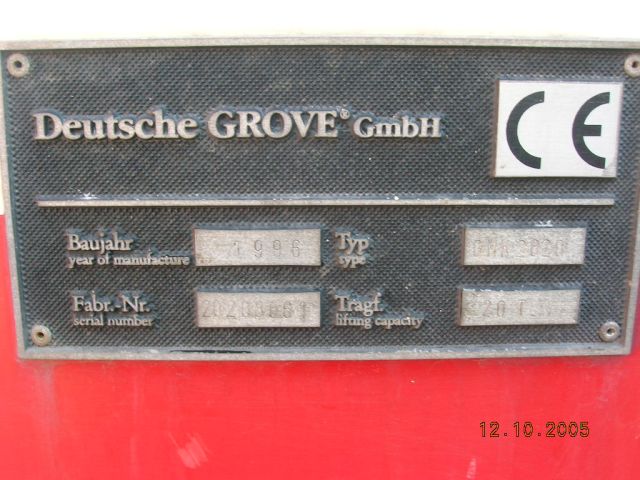 Deutsche GROVE® GmbH
CE
Baujahr 1996 Typ
year of manufacture type
Fabr.-Nr. Tragf. 20 T.
serial number lifting capacity
12.10.2005